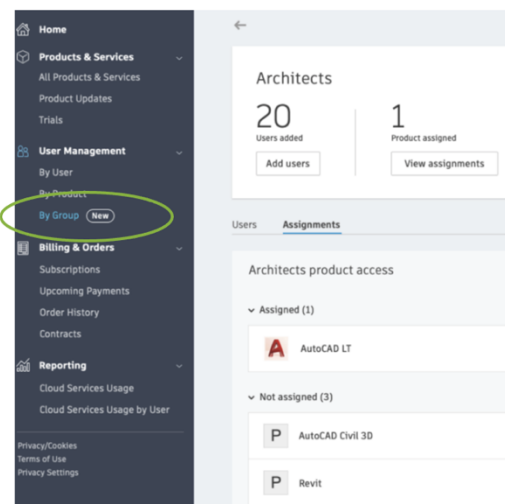 Home
Products & Services
All Products & Services
Product Updates
Trials
User Management
By User
By Product
By Group New
Billing & Orders
Subscriptions
Upcoming Payments
Order History
Contracts
Reporting
Cloud Services Usage
Cloud Services Usage by User
Privacy/Cookies
Terms of Use
Privacy Settings
Architects
20
Users added
Add users
1
Product assigned
View assignments
Users Assignments
Architects product access
Assigned (1)
A AutoCAD LT
Not assigned (3)
P AutoCAD Civil 3D
P Revit